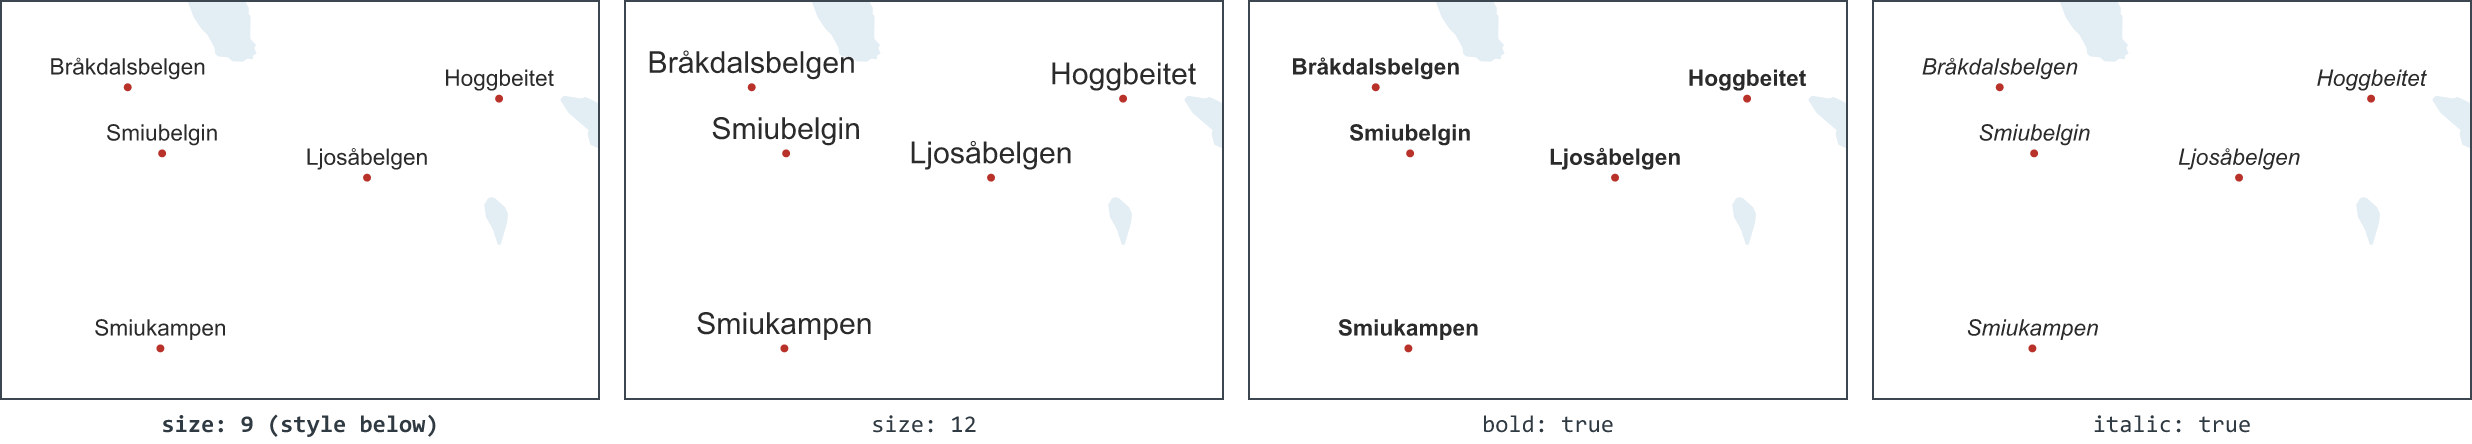 Bråkdalsbelgen
Hoggbeitet
Smiubelgin
Ljosåbelgen
Smiukampen
size: 9 (style below)
Bråkdalsbelgen
Hoggbeitet
Smiubelgin
Ljosåbelgen
Smiukampen
size: 12
Bråkdalsbelgen
Hoggbeitet
Smiubelgin
Ljosåbelgen
Smiukampen
bold: true
Bråkdalsbelgen
Hoggbeitet
Smiubelgin
Ljosåbelgen
Smiukampen
italic: true